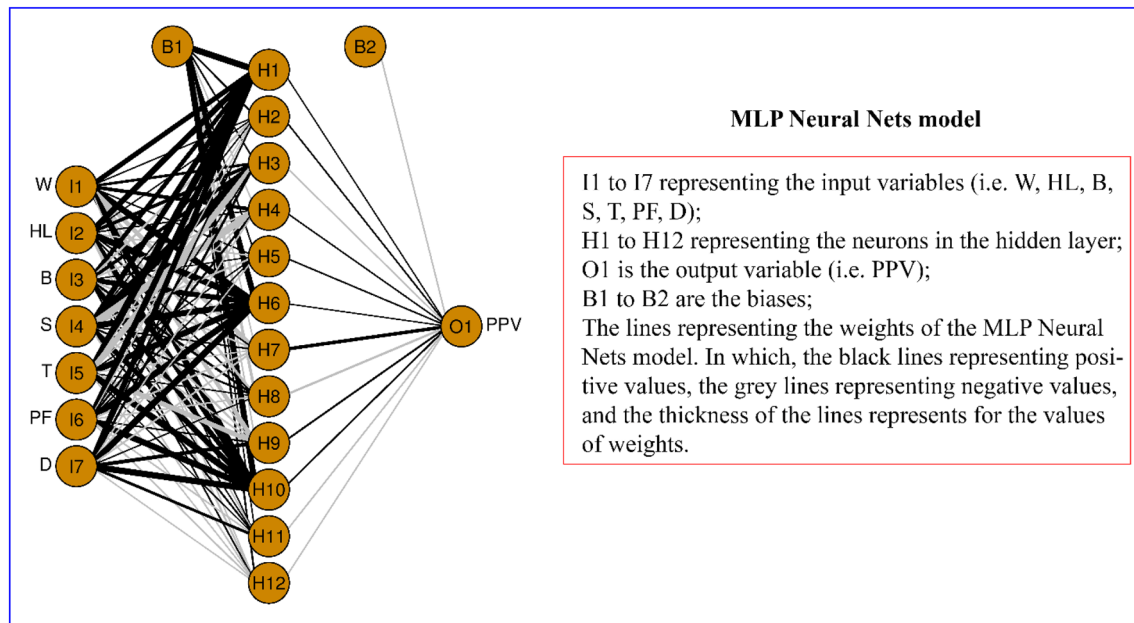 B1
B2
H1
H2
H3
W I1
H4
HL I2
H5
B I3
H6
S I4
O1 PPV
H7
T I5
H8
PF I6
H9
D I7
H10
H11
H12
MLP Neural Nets model
I1 to I7 representing the input variables (i.e. W, HL, B,
S, T, PF, D);
H1 to H12 representing the neurons in the hidden layer;
O1 is the output variable (i.e. PPV);
B1 to B2 are the biases;
The lines representing the weights of the MLP Neural
Nets model. In which, the black lines representing posi-
tive values, the grey lines representing negative values,
and the thickness of the lines represents for the values
of weights.